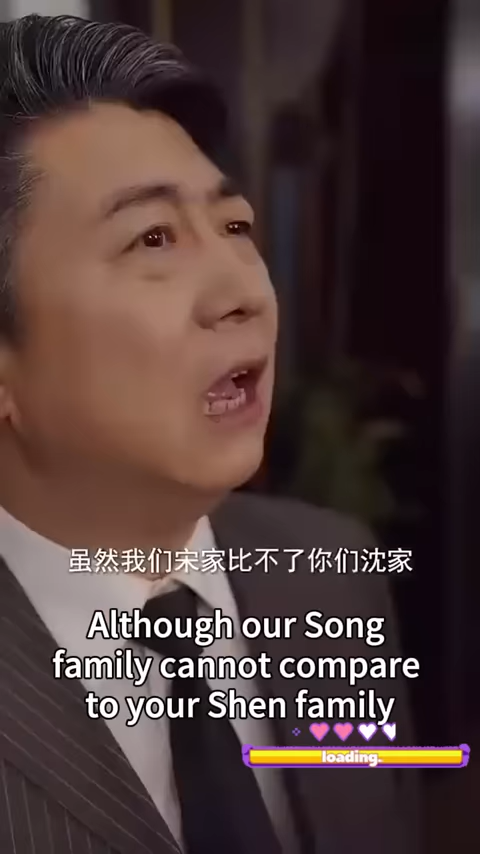 虽然我们宋家比不了你们沈家
Although our Song
family cannot compare
to your Shen family
loading.